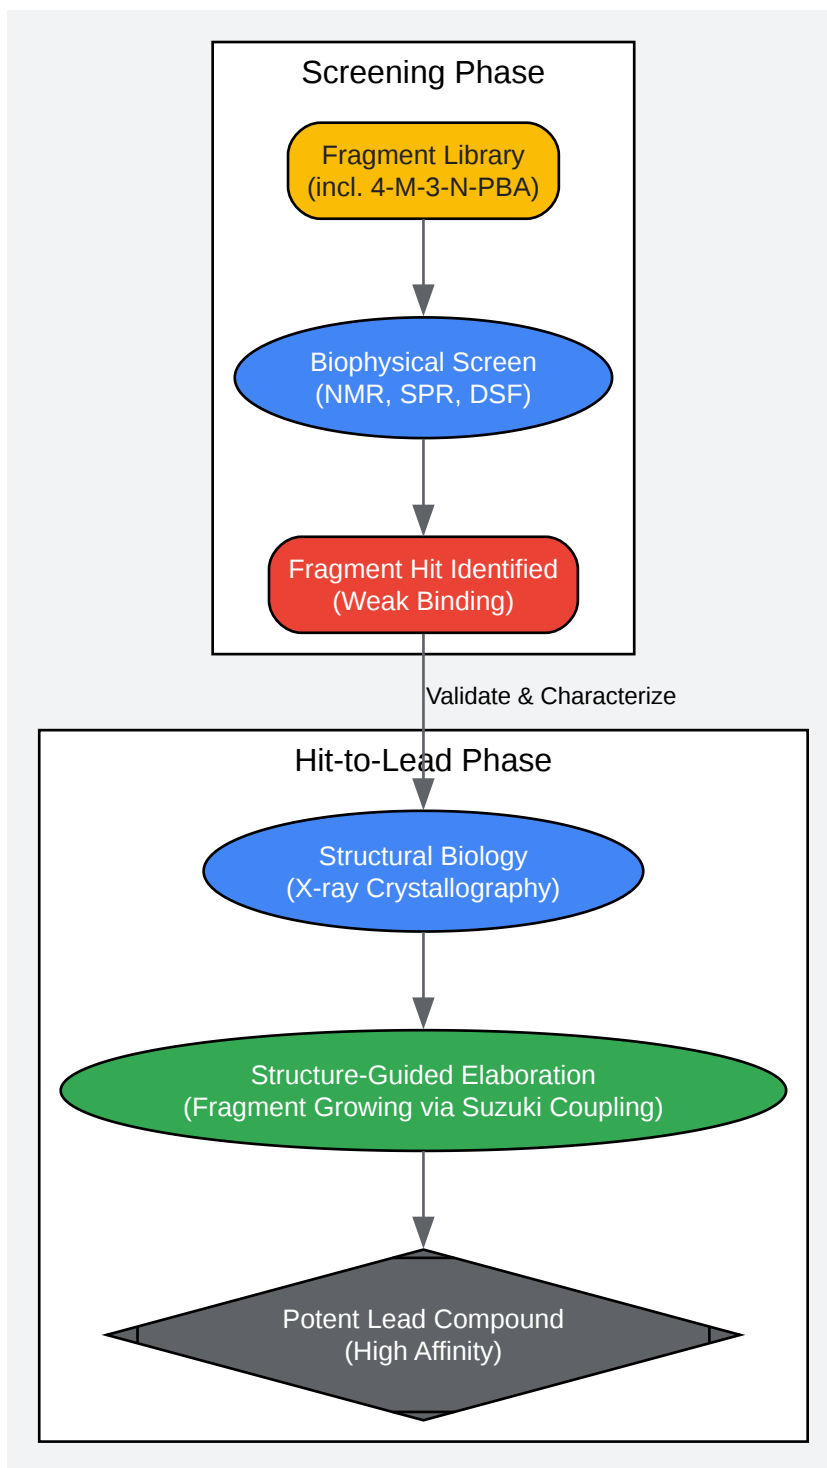 Screening Phase
Fragment Library
(incl. 4-M-3-N-PBA)
Biophysical Screen
(NMR, SPR, DSF)
Fragment Hit Identified
(Weak Binding)
Validate & Characterize
Hit-to-Lead Phase
Structural Biology
(X-ray Crystallography)
Structure-Guided Elaboration
(Fragment Growing via Suzuki Coupling)
Potent Lead Compound
(High Affinity)